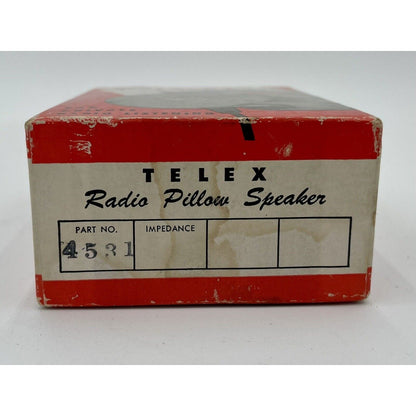 TELEX
Radio Pillow Speaker
PART NO. IMPEDANCE
4531